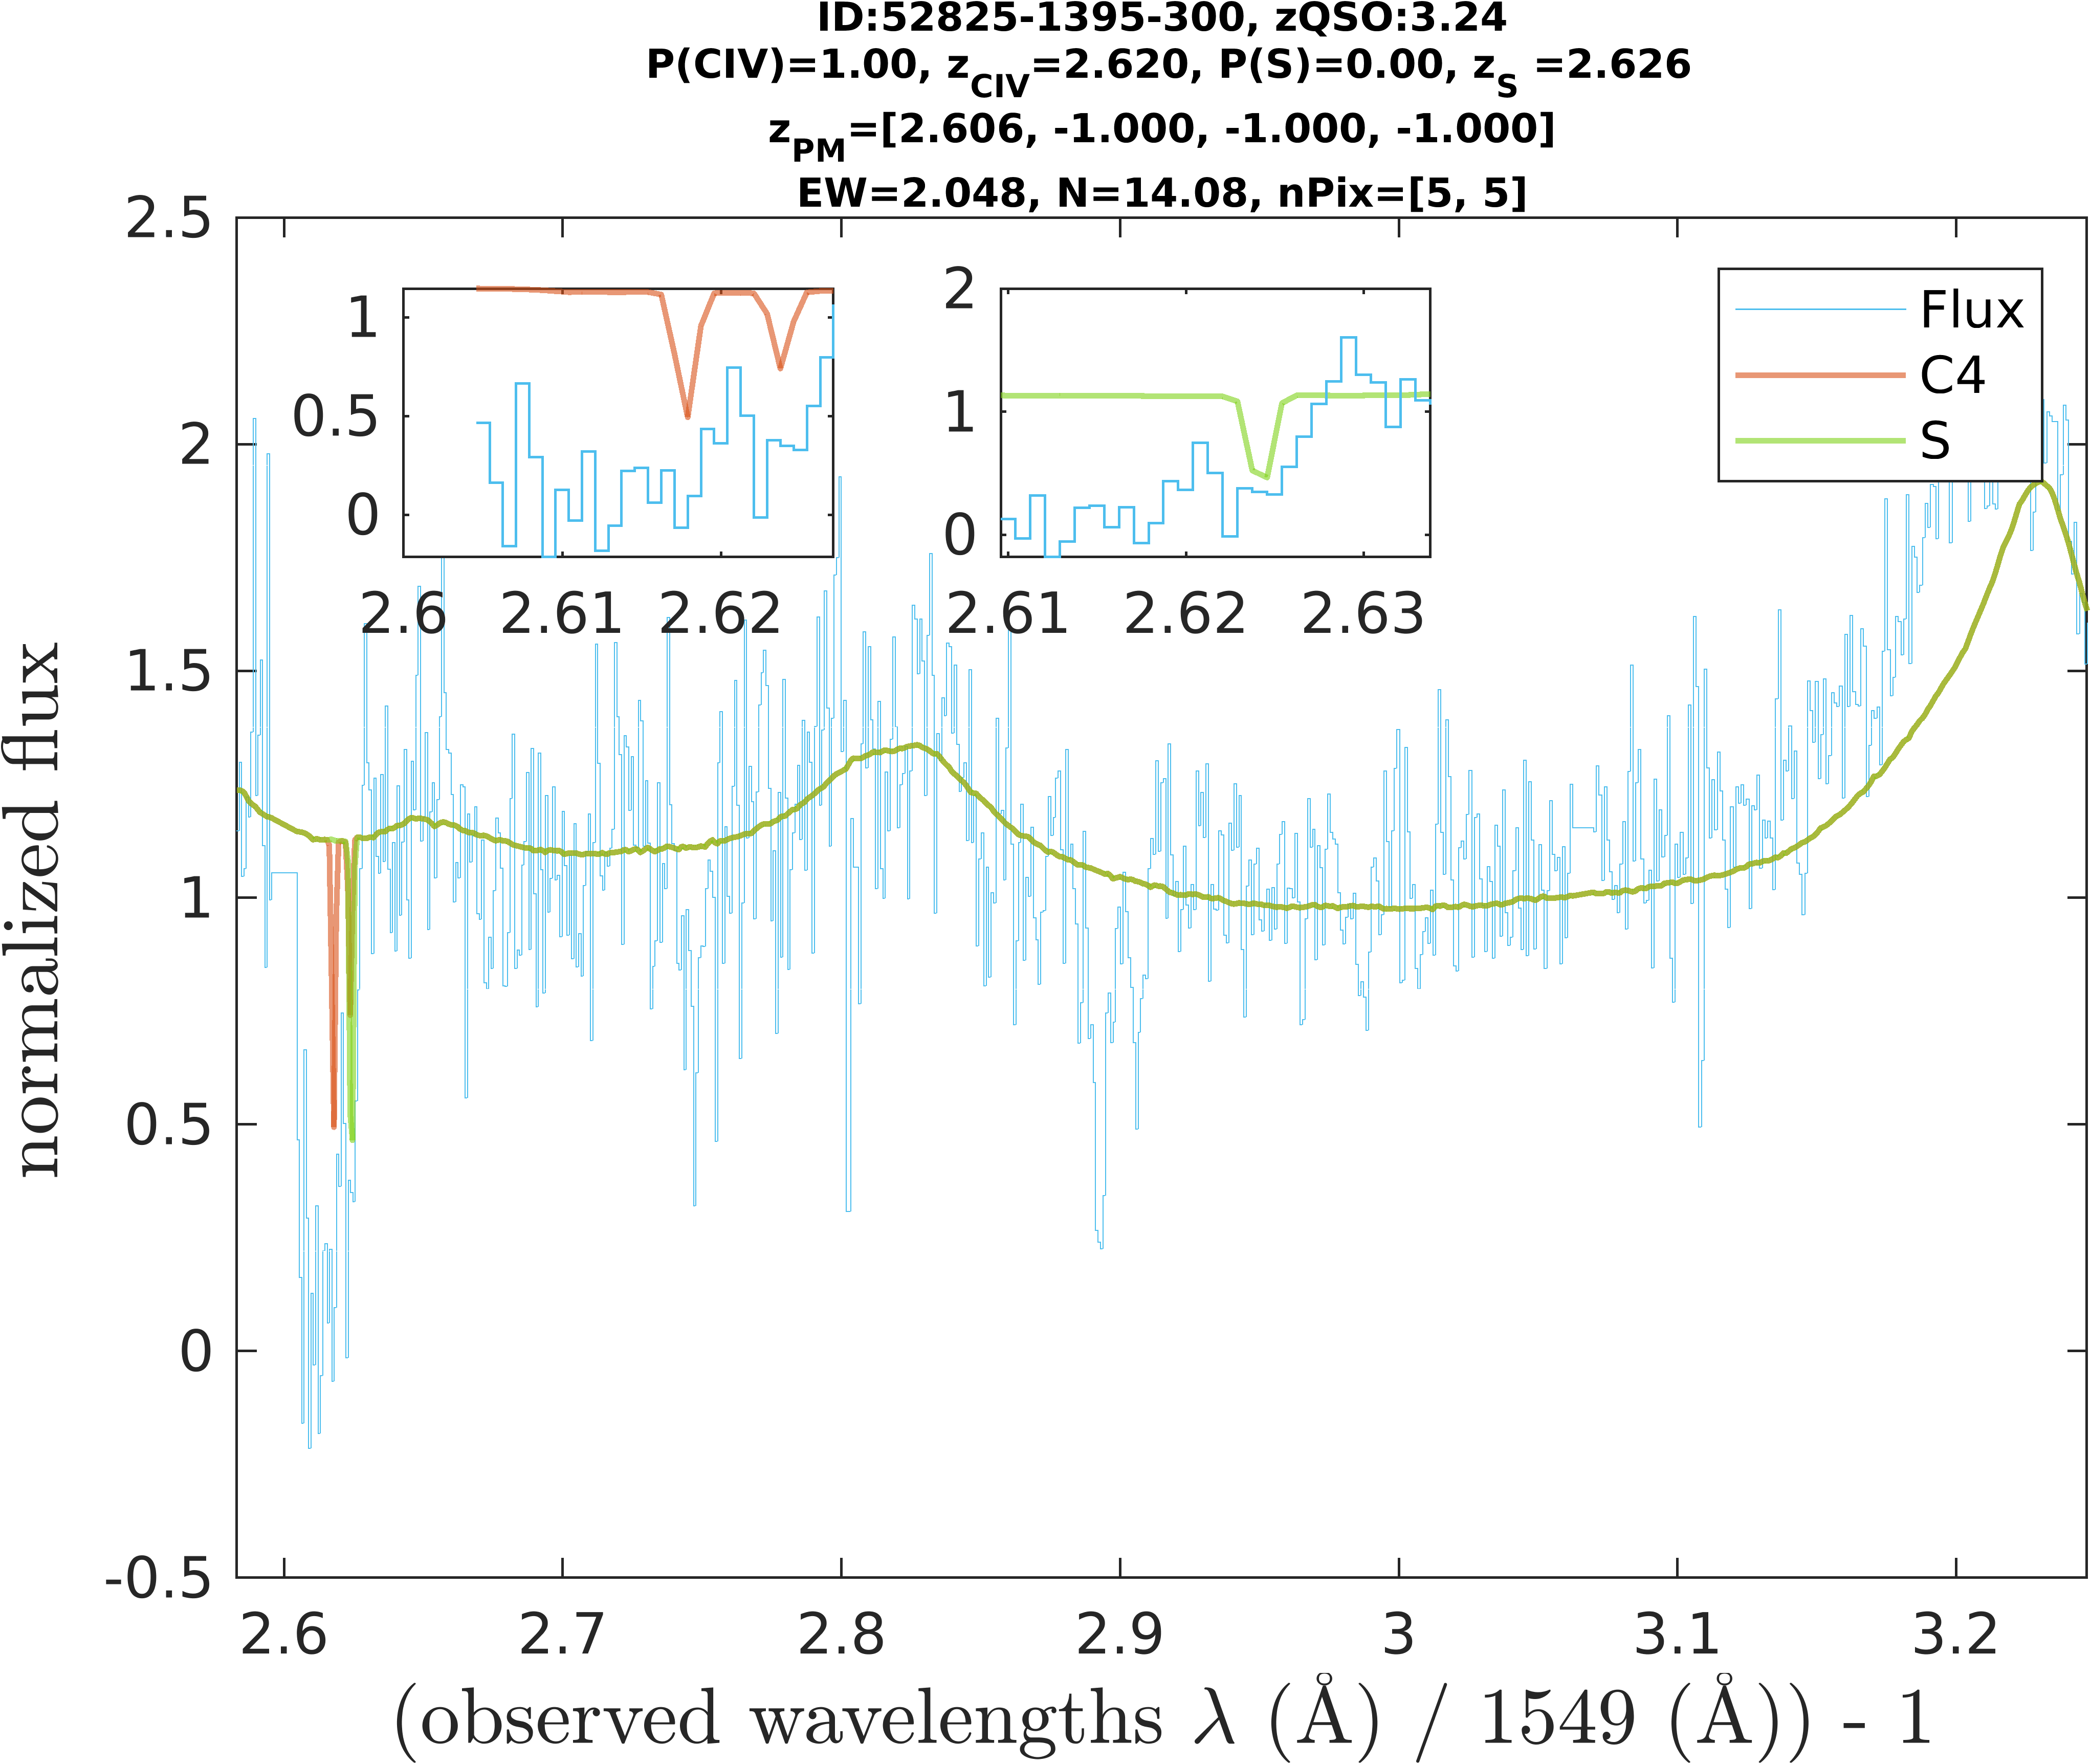 ID:52825-1395-300, zQSO:3.24
P(CIV)=1.00, zCIV=2.620, P(S)=0.00, zS =2.626
zPM=[2.606, -1.000, -1.000, -1.000]
EW=2.048, N=14.08, nPix=[5, 5]
2.5
2
1.5
1
0.5
0
-0.5
normalized flux
1
0.5
0
2.6
2.61
2.62
2
1
0
2.61
2.62
2.63
Flux
C4
S
2.6
2.7
2.8
2.9
3
3.1
3.2
(observed wavelengths λ (Å) / 1549 (Å)) - 1